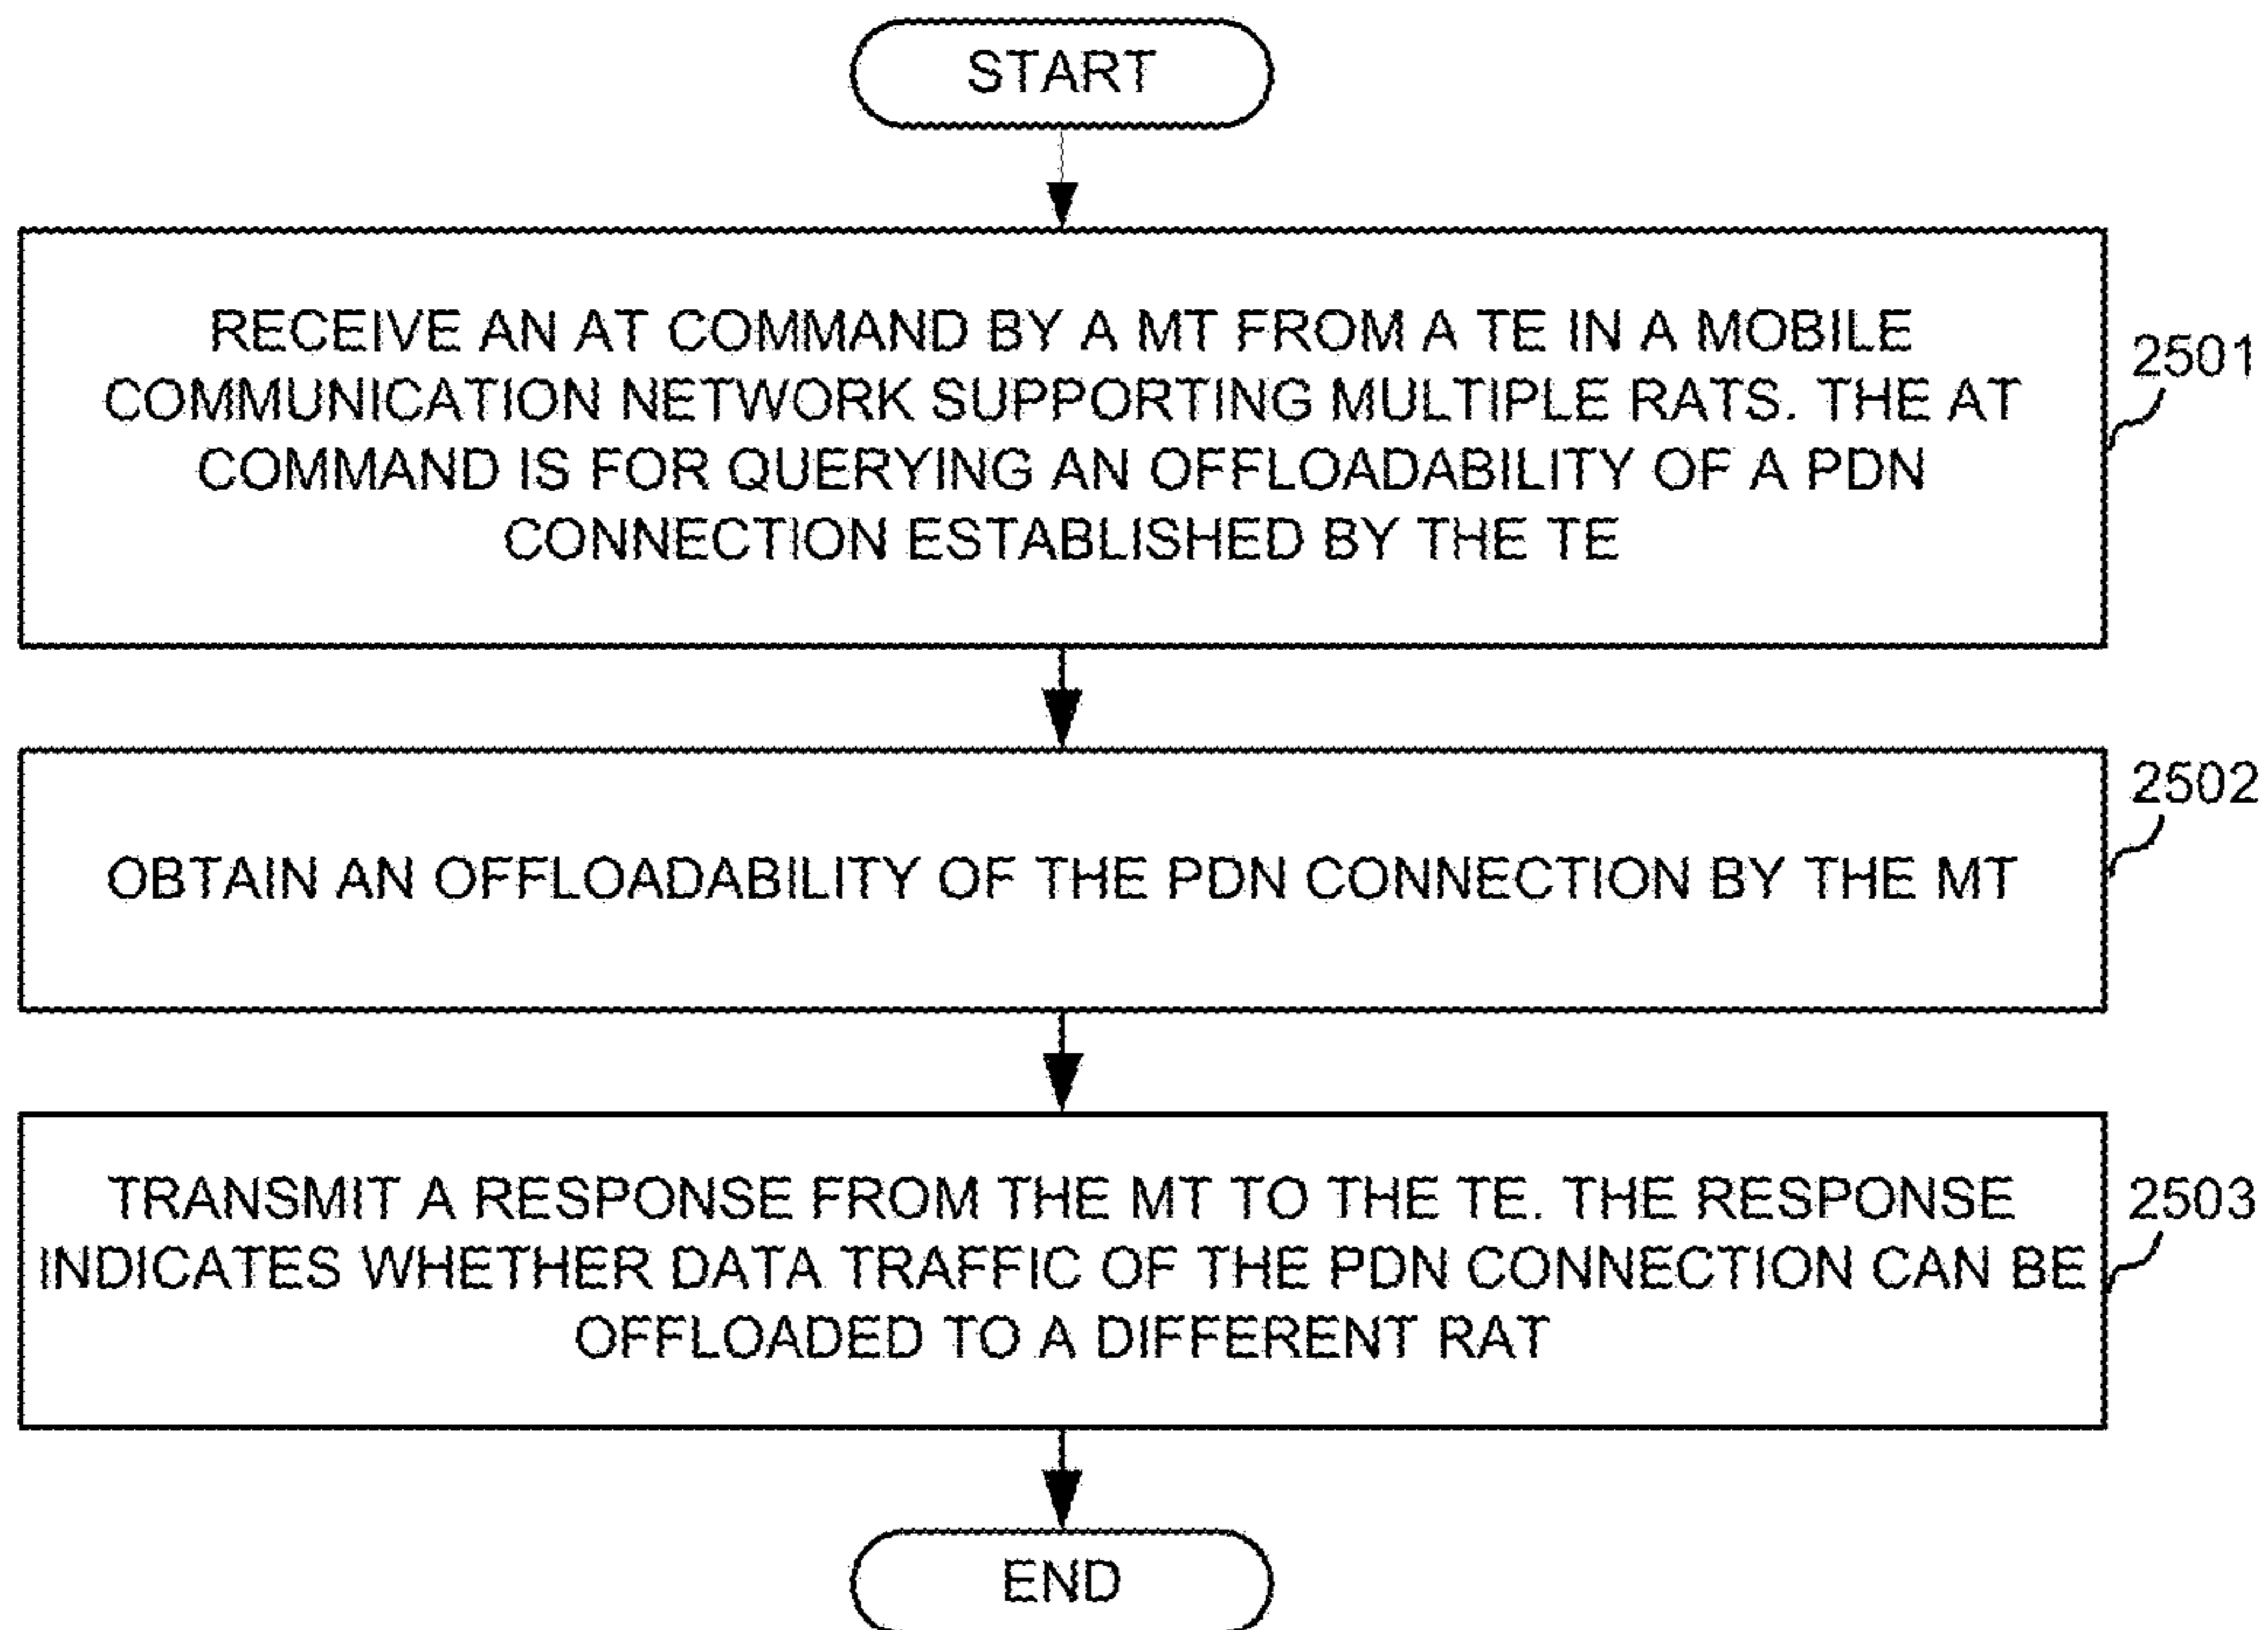 START
RECEIVE AN AT COMMAND BY A MT FROM A TE IN A MOBILE
COMMUNICATION NETWORK SUPPORTING MULTIPLE RATS. THE AT
COMMAND IS FOR QUERYING AN OFFLOADABILITY OF A PDN
CONNECTION ESTABLISHED BY THE TE
2501
OBTAIN AN OFFLOADABILITY OF THE PDN CONNECTION BY THE MT
2502
TRANSMIT A RESPONSE FROM THE MT TO THE TE. THE RESPONSE
INDICATES WHETHER DATA TRAFFIC OF THE PDN CONNECTION CAN BE
OFFLOADED TO A DIFFERENT RAT
2503
END